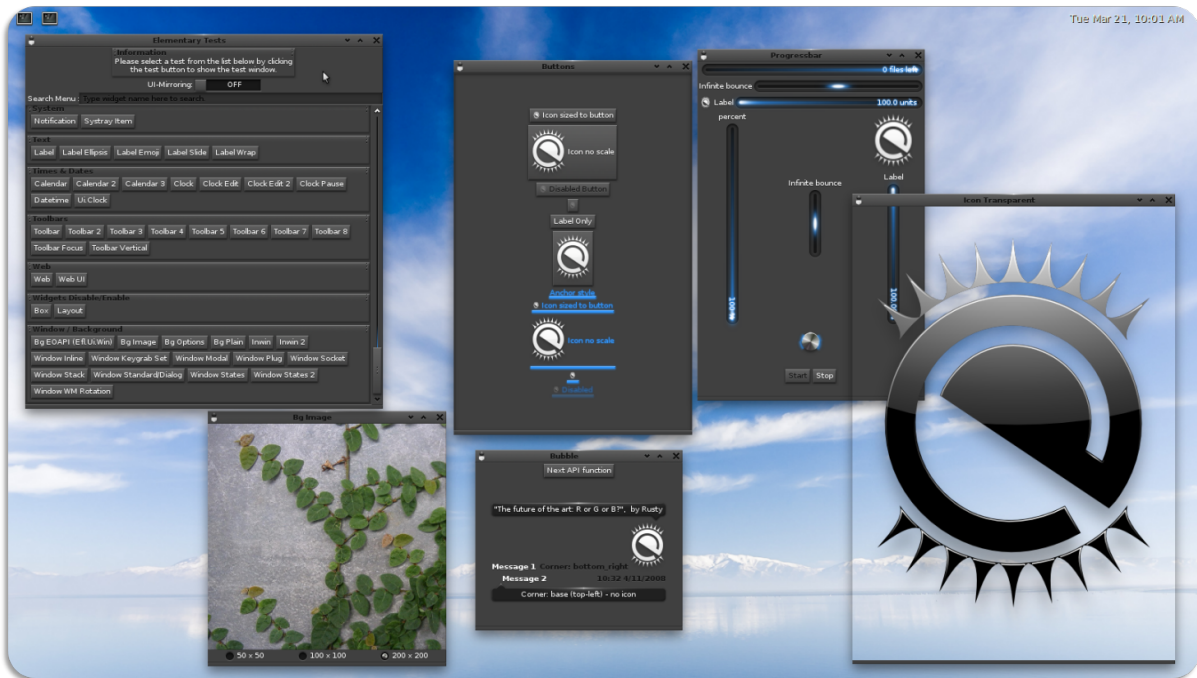 Tue Mar 21, 10:01 AM
Elementary Tests
Information
Please select a test from the list below by clicking
the test button to show the test window.
UI-Mirroring: OFF
Search Menu : Type widget name here to search
System
Notification Systray Item
Text
Label Label Ellipsis Label Emoji Label Slide Label Wrap
Times & Dates
Calendar Calendar 2 Calendar 3 Clock Clock Edit Clock Edit 2 Clock Pause
Datetime Ui.Clock
Toolbars
Toolbar Toolbar 2 Toolbar 3 Toolbar 4 Toolbar 5 Toolbar 6 Toolbar 7 Toolbar 8
Toolbar Focus Toolbar Vertical
Web
Web Web UI
Widgets Disable/Enable
Box Layout
Window / Background
Bg EOAPI (Efl.Ui.Win) Bg Image Bg Options Bg Plain Inwin Inwin 2
Window Inline Window Keygrab Set Window Modal Window Plug Window Socket
Window Stack Window Standard/Dialog Window States Window States 2
Window WM Rotation
Bg Image
50 x 50 100 x 100 200 x 200
Buttons
Icon sized to button
Icon no scale
Disabled Button
Label Only
Anchor style
Icon sized to button
Icon no scale
Disabled
Bubble
Next API function
"The future of the art: R or G or B?", by Rusty
Message 1 Corner: bottom_right
Message 2 10:32 4/11/2008
Corner: base (top-left) - no icon
Progressbar
0 files left
Infinite bounce
Label 100.0 units
percent
Label
Infinite bounce
100 %
100.0
Start Stop
Icon Transparent